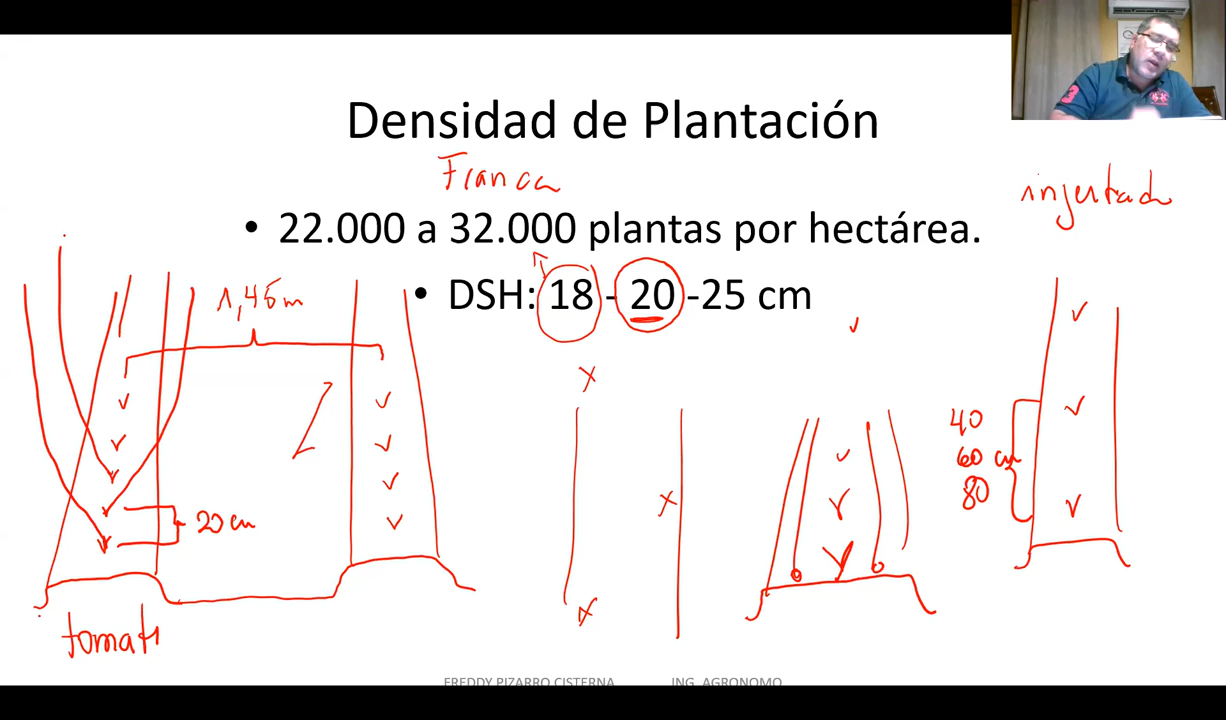 Densidad de Plantación
Franca
injertada
• 22.000 a 32.000 plantas por hectárea.
• DSH: 18 - 20 -25 cm
1,45 m
40
60 cm
80
20 cm
tomate
FREDDY PIZARRO CISTERNA ING. AGRONOMO